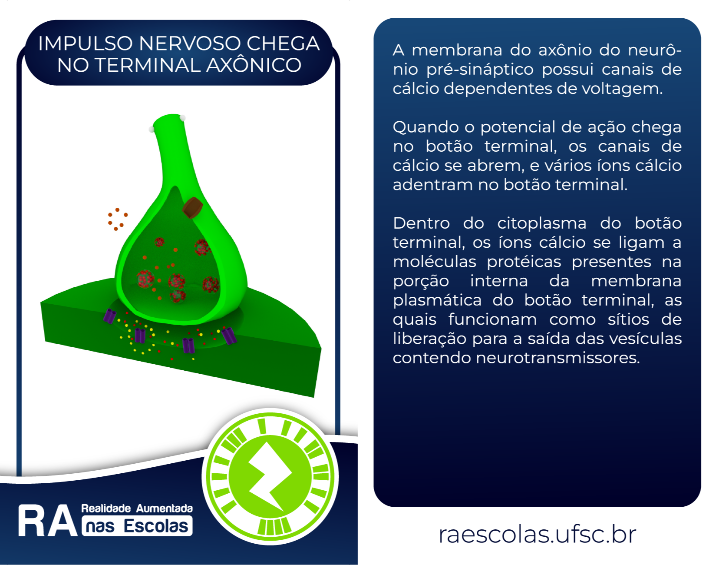 IMPULSO NERVOSO CHEGA
NO TERMINAL AXÔNICO
RA Realidade Aumentada
nas Escolas
A membrana do axônio do neurô-
nio pré-sináptico possui canais de
cálcio dependentes de voltagem.
Quando o potencial de ação chega
no botão terminal, os canais de
cálcio se abrem, e vários íons cálcio
adentram no botão terminal.
Dentro do citoplasma do botão
terminal, os íons cálcio se ligam a
moléculas protéicas presentes na
porção interna da membrana
plasmática do botão terminal, as
quais funcionam como sítios de
liberação para a saída das vesículas
contendo neurotransmissores.
raescolas.ufsc.br